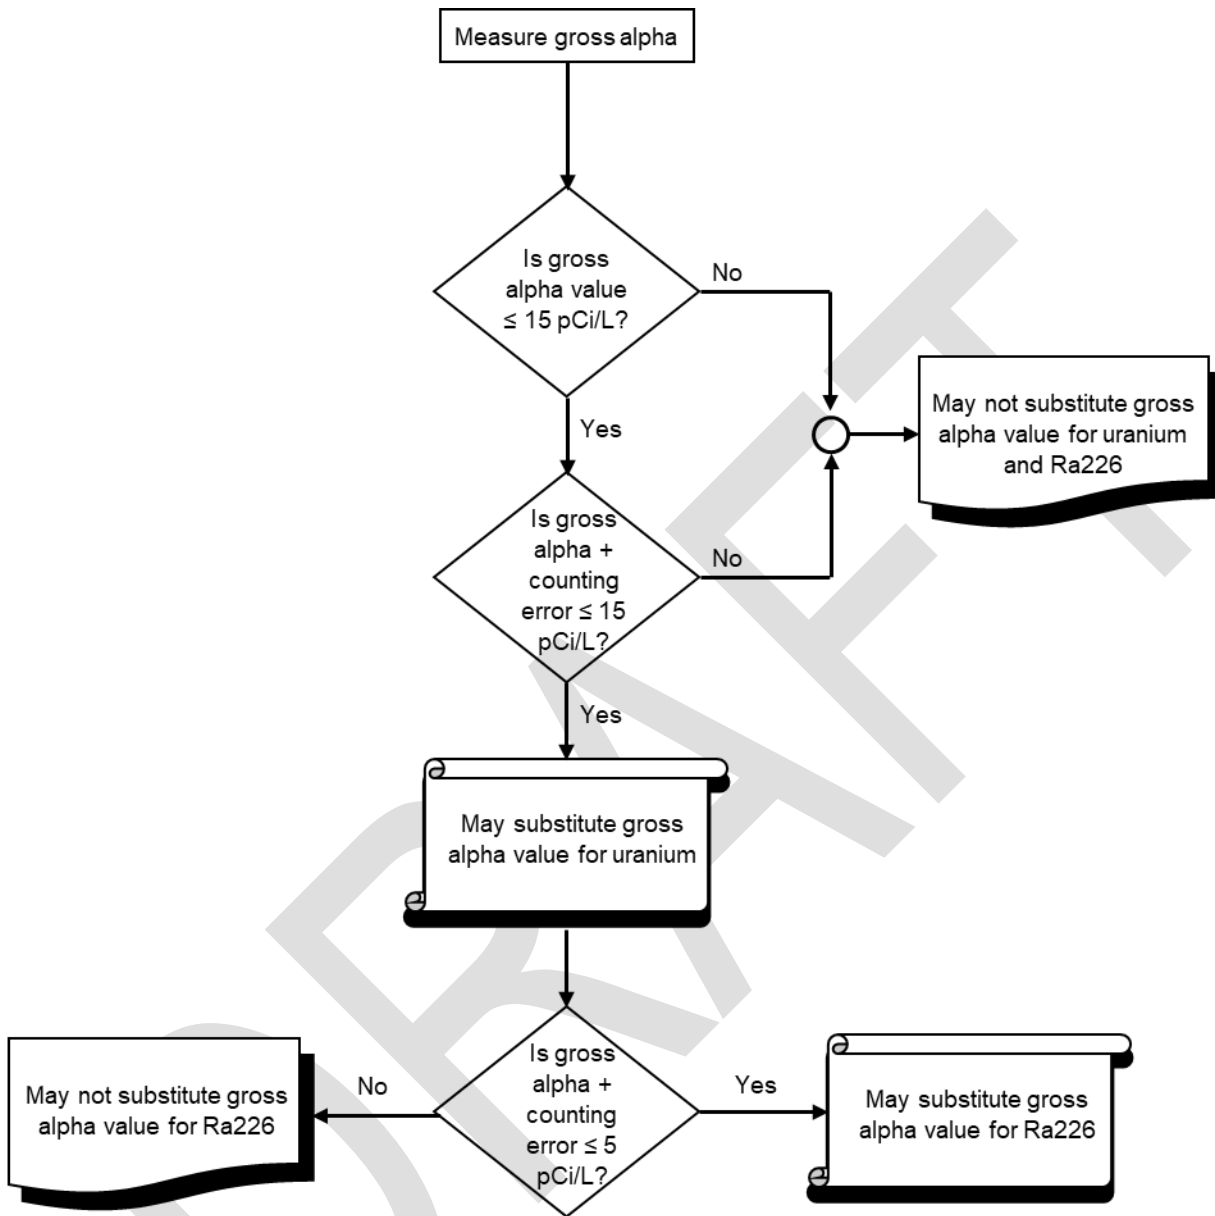 Measure gross alpha
Is gross
alpha value
≤ 15 pCi/L?
No
Yes
May not substitute gross
alpha value for uranium
and Ra226
Is gross
alpha +
counting
error ≤ 15
pCi/L?
No
Yes
May substitute gross
alpha value for uranium
Is gross
alpha +
counting
error ≤ 5
pCi/L?
No
Yes
May not substitute gross
alpha value for Ra226
May substitute gross
alpha value for Ra226
DRAFT